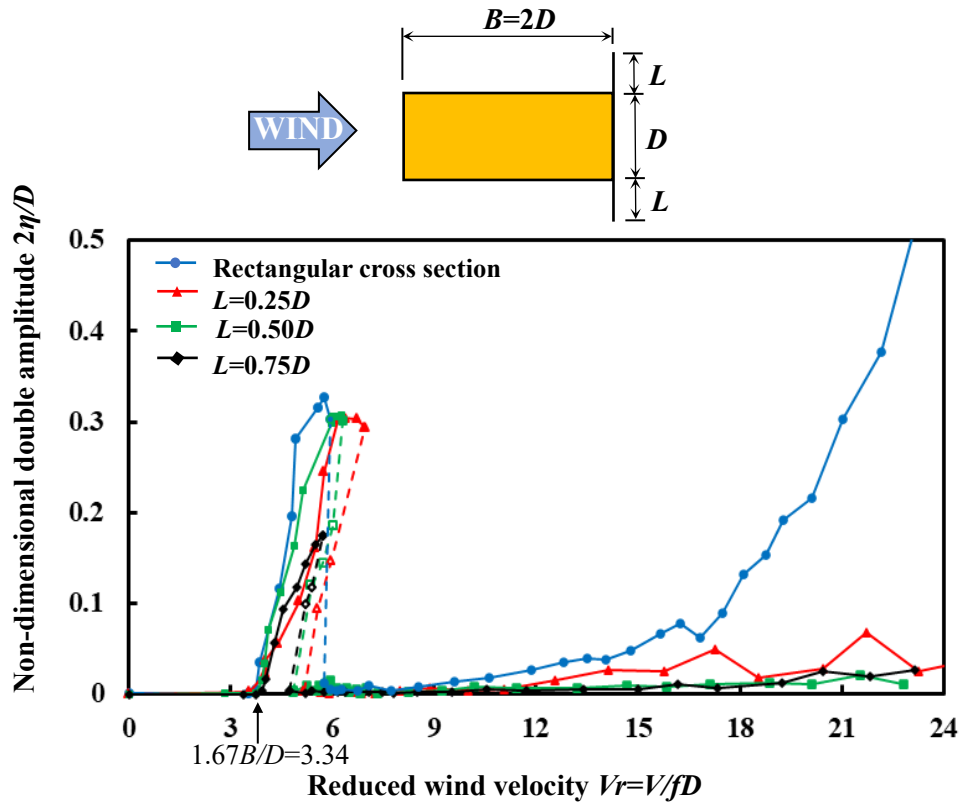 B=2D
L
WIND
D
L
Non-dimensional double amplitude 2η/D
0.5
0.4
0.3
0.2
0.1
0
Rectangular cross section
L=0.25D
L=0.50D
L=0.75D
0 3 6 9 12 15 18 21 24
1.67B/D=3.34
Reduced wind velocity Vr=V/fD